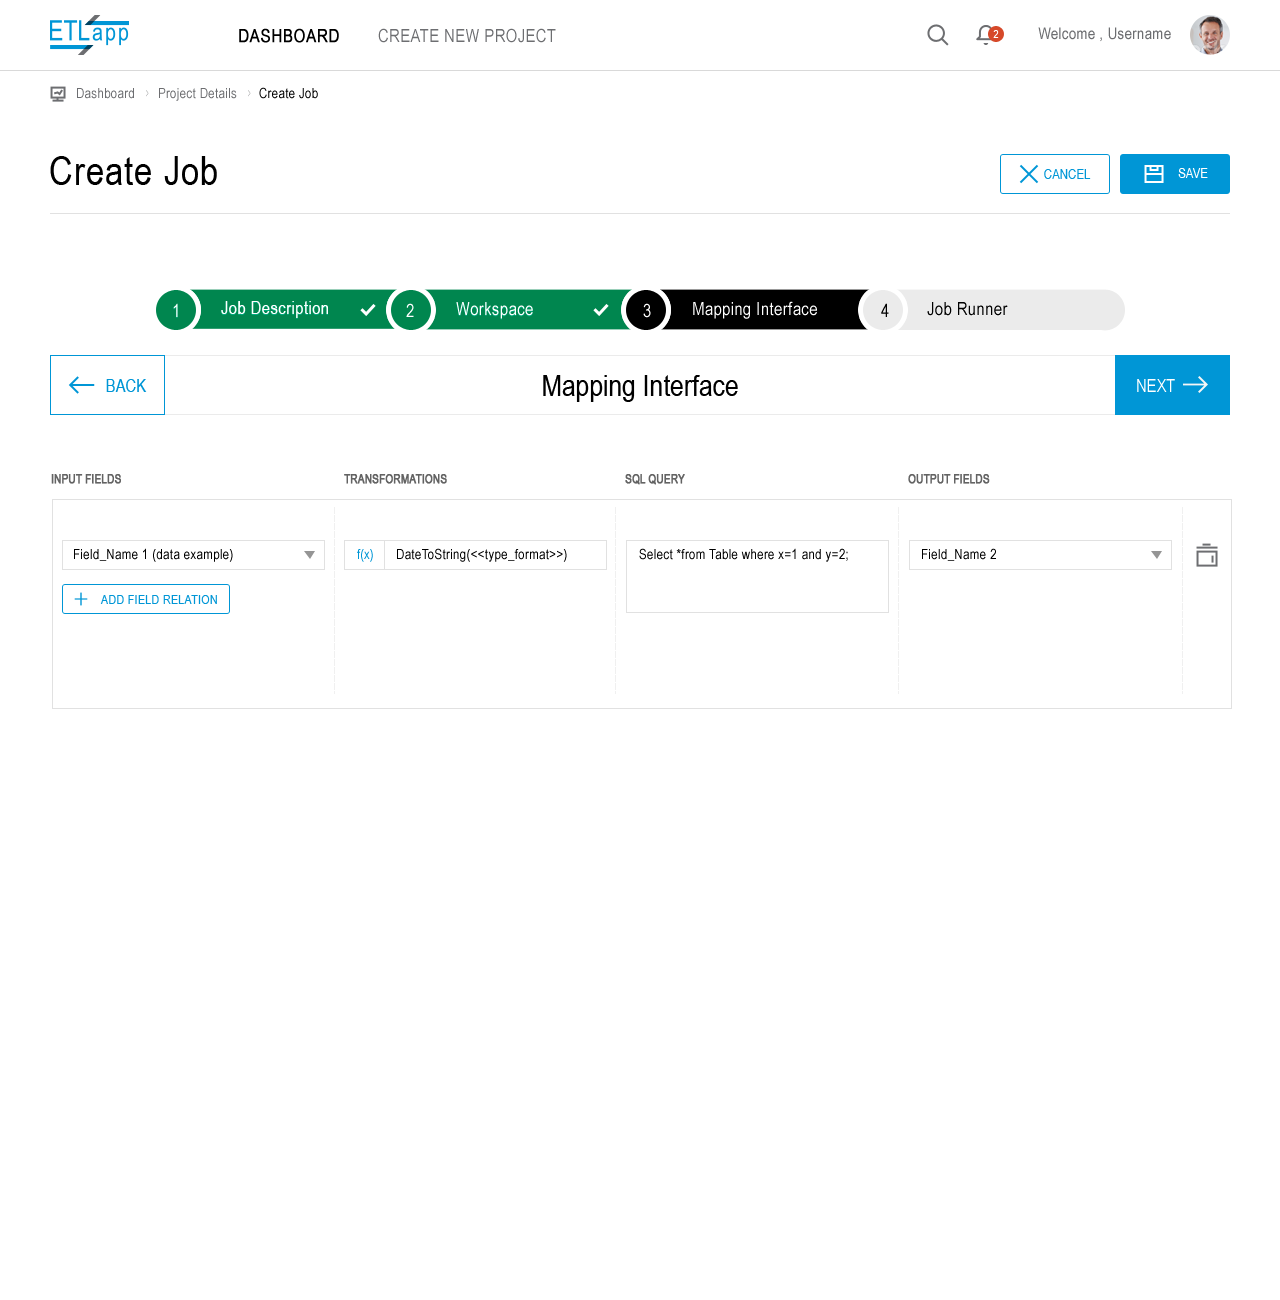 ETLapp
DASHBOARD CREATE NEW PROJECT
2 Welcome , Username
Dashboard Project Details Create Job
Create Job
CANCEL SAVE
1 Job Description 2 Workspace 3 Mapping Interface 4 Job Runner
BACK Mapping Interface NEXT
INPUT FIELDS TRANSFORMATIONS SQL QUERY OUTPUT FIELDS
Field_Name 1 (data example) f(x) DateToString(<<type_format>>) Select *from Table where x=1 and y=2; Field_Name 2
ADD FIELD RELATION